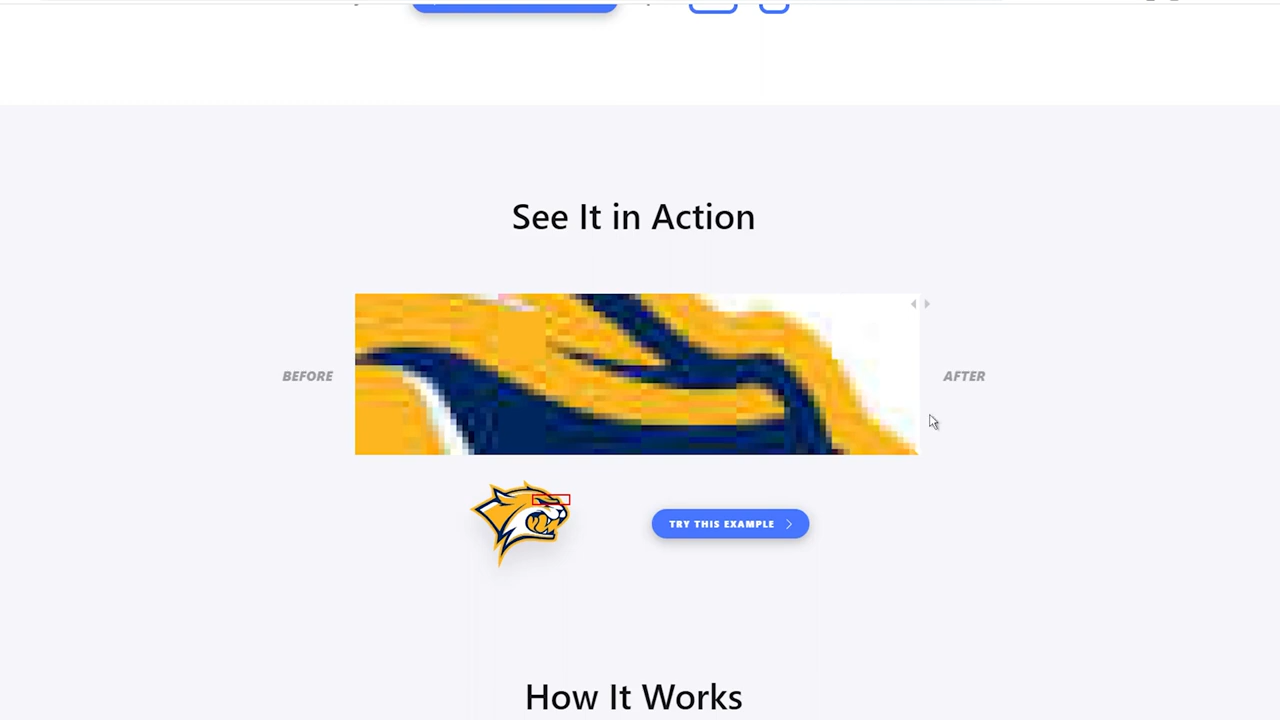 See It in Action
BEFORE
AFTER
TRY THIS EXAMPLE
How It Works